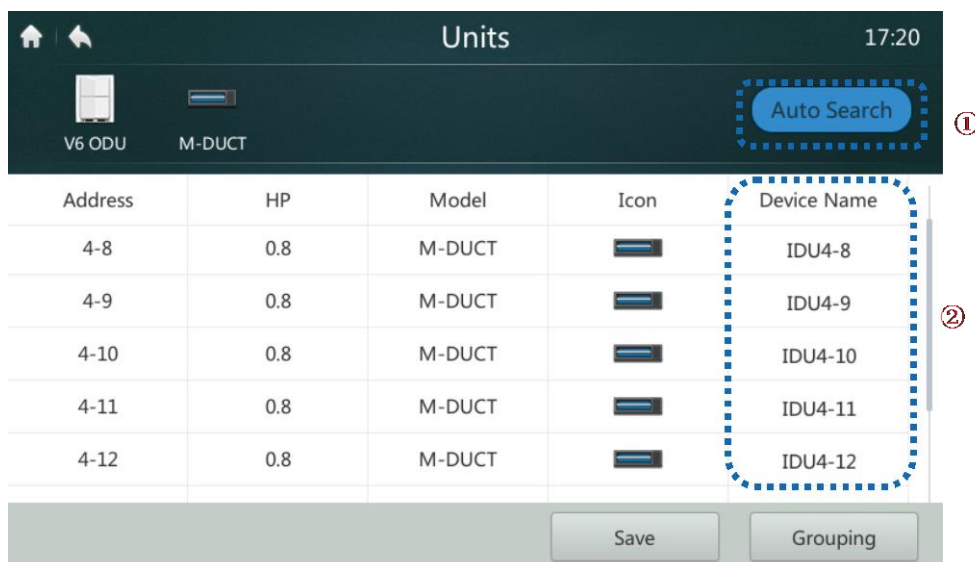 Units 17:20
Auto Search ①
V6 ODU M-DUCT
Address HP Model Icon Device Name
4-8 0.8 M-DUCT IDU4-8
4-9 0.8 M-DUCT IDU4-9
②
4-10 0.8 M-DUCT IDU4-10
4-11 0.8 M-DUCT IDU4-11
4-12 0.8 M-DUCT IDU4-12
Save Grouping